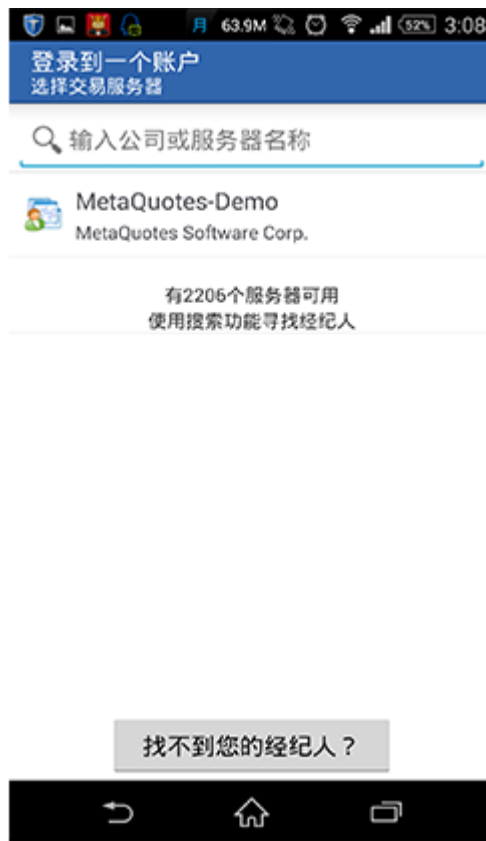 月 63.9M 52% 3:08
登录到一个账户
选择交易服务器
输入公司或服务器名称
MetaQuotes-Demo
MetaQuotes Software Corp.
有2206个服务器可用
使用搜索功能寻找经纪人
找不到您的经纪人？